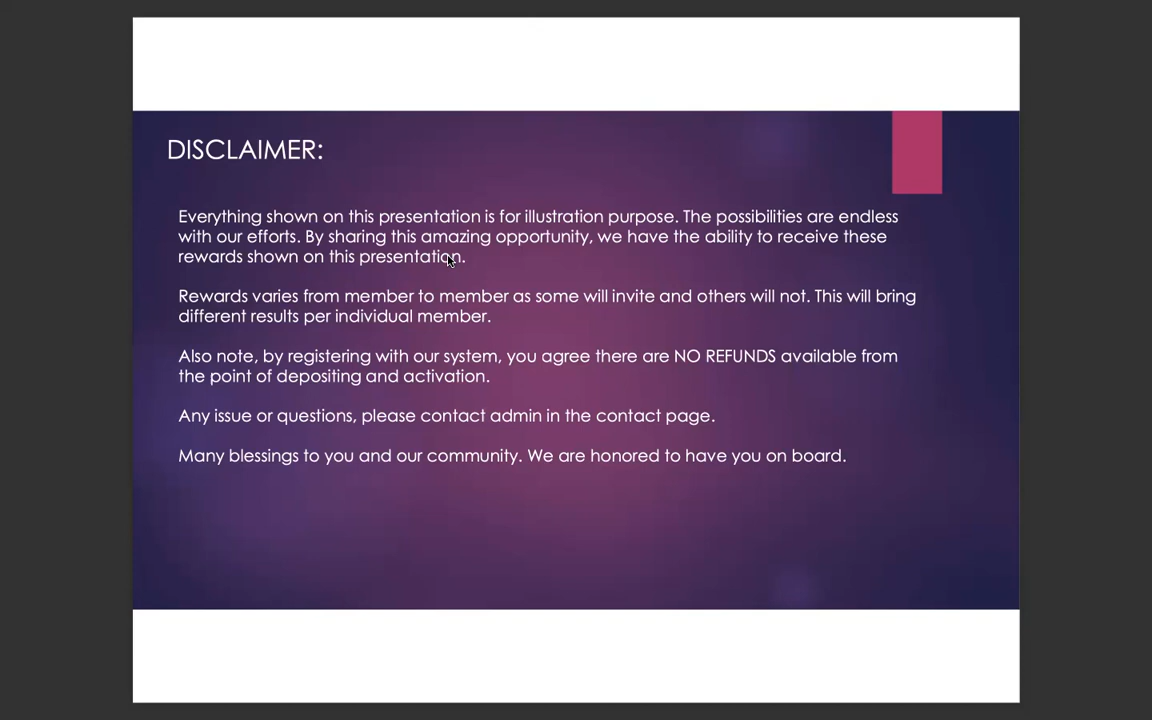 DISCLAIMER:
Everything shown on this presentation is for illustration purpose. The possibilities are endless
with our efforts. By sharing this amazing opportunity, we have the ability to receive these
rewards shown on this presentation.
Rewards varies from member to member as some will invite and others will not. This will bring
different results per individual member.
Also note, by registering with our system, you agree there are NO REFUNDS available from
the point of depositing and activation.
Any issue or questions, please contact admin in the contact page.
Many blessings to you and our community. We are honored to have you on board.